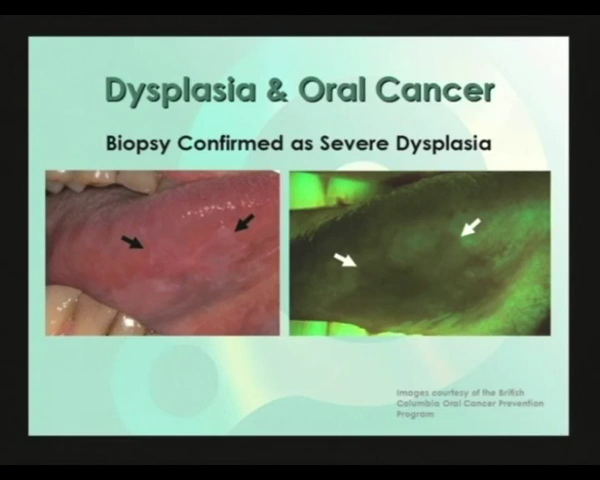 Dysplasia & Oral Cancer
Biopsy Confirmed as Severe Dysplasia
Images courtesy of the British
Columbia Oral Cancer Prevention
Program